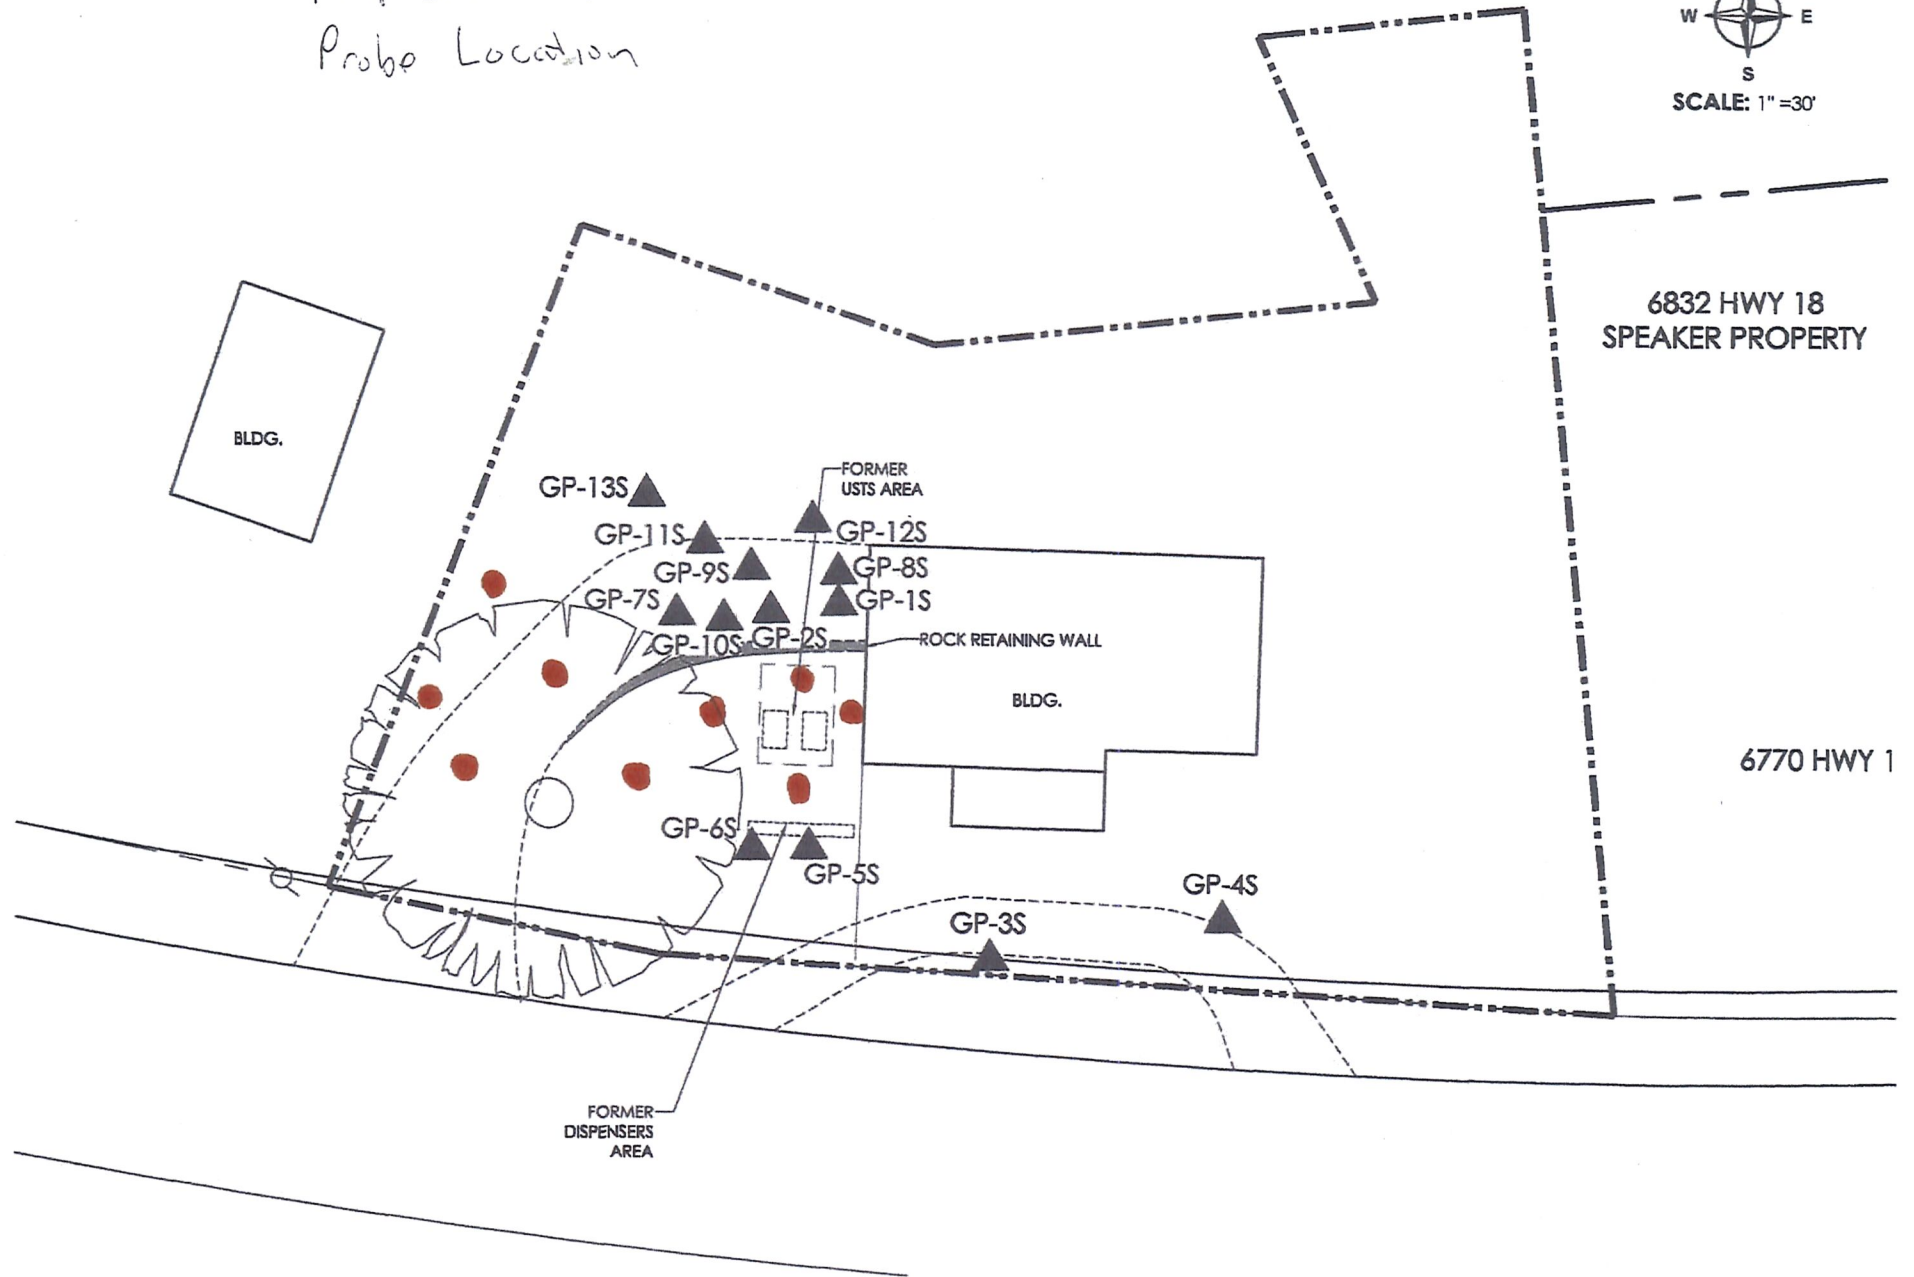 Probe Location
W E
S
SCALE: 1" =30'
6832 HWY 18
SPEAKER PROPERTY
BLDG.
FORMER
USTS AREA
GP-13S
GP-11S
GP-12S
GP-9S
GP-8S
GP-7S
GP-1S
GP-10S
GP-2S
ROCK RETAINING WALL
BLDG.
6770 HWY 1
GP-6S
GP-5S
GP-4S
GP-3S
FORMER
DISPENSERS
AREA